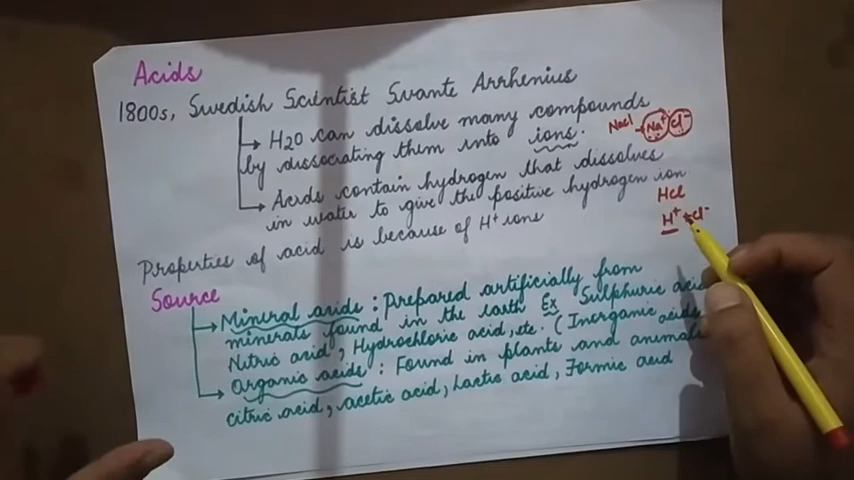 Acids
1800s, Swedish Scientist Svante Arrhenius
H2O can dissolve many compounds
by dissociating them into ions.
NaCl Na+ Cl-
Acids contain hydrogen that dissolves
in water to give the positive hydrogen ion
HCl
H+ + Cl-
Properties of acid is because of H+ ions
Source
Mineral acids : Prepared artificially from
minerals found in the earth Ex Sulphuric acid
Nitric acid, Hydrochloric acid, etc. (Inorganic acids
Organic acids : Found in plants and animals
citric acid, acetic acid, Lactic acid, Formic acid